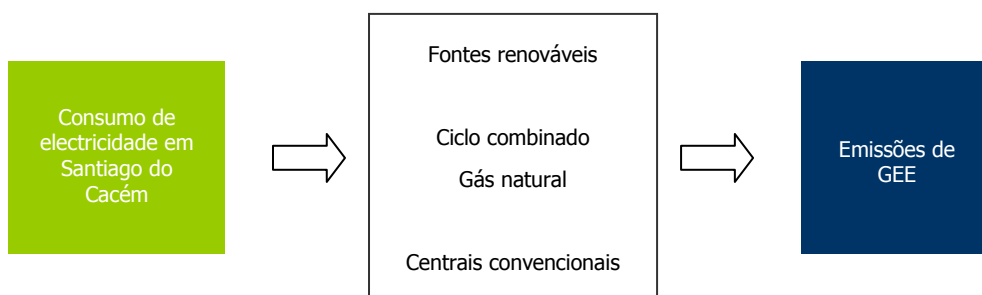 Consumo de
electricidade em
Santiago do
Cacém
Fontes renováveis
Ciclo combinado
Gás natural
Centrais convencionais
Emissões de
GEE